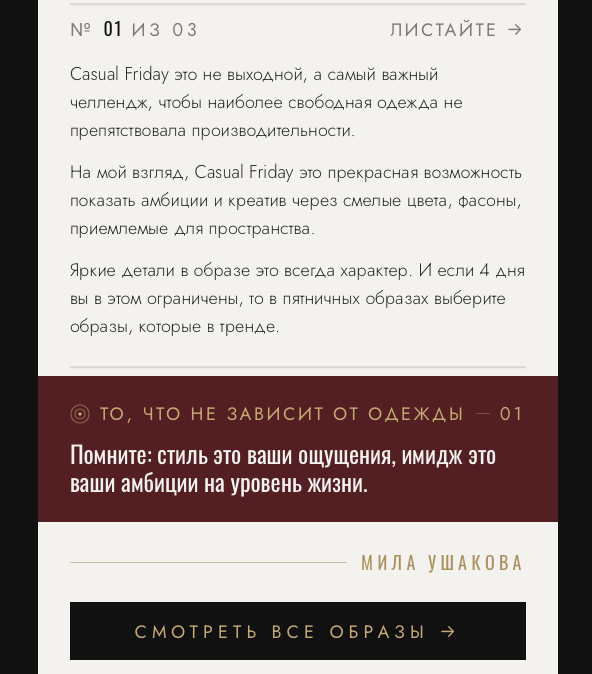 № 01 ИЗ 03 ЛИСТАЙТЕ →
Casual Friday это не выходной, а самый важный
челлендж, чтобы наиболее свободная одежда не
препятствовала производительности.
На мой взгляд, Casual Friday это прекрасная возможность
показать амбиции и креатив через смелые цвета, фасоны,
приемлемые для пространства.
Яркие детали в образе это всегда характер. И если 4 дня
вы в этом ограничены, то в пятничных образах выберите
образы, которые в тренде.
ТО, ЧТО НЕ ЗАВИСИТ ОТ ОДЕЖДЫ — 01
Помните: стиль это ваши ощущения, имидж это
ваши амбиции на уровень жизни.
МИЛА УШАКОВА
СМОТРЕТЬ ВСЕ ОБРАЗЫ →